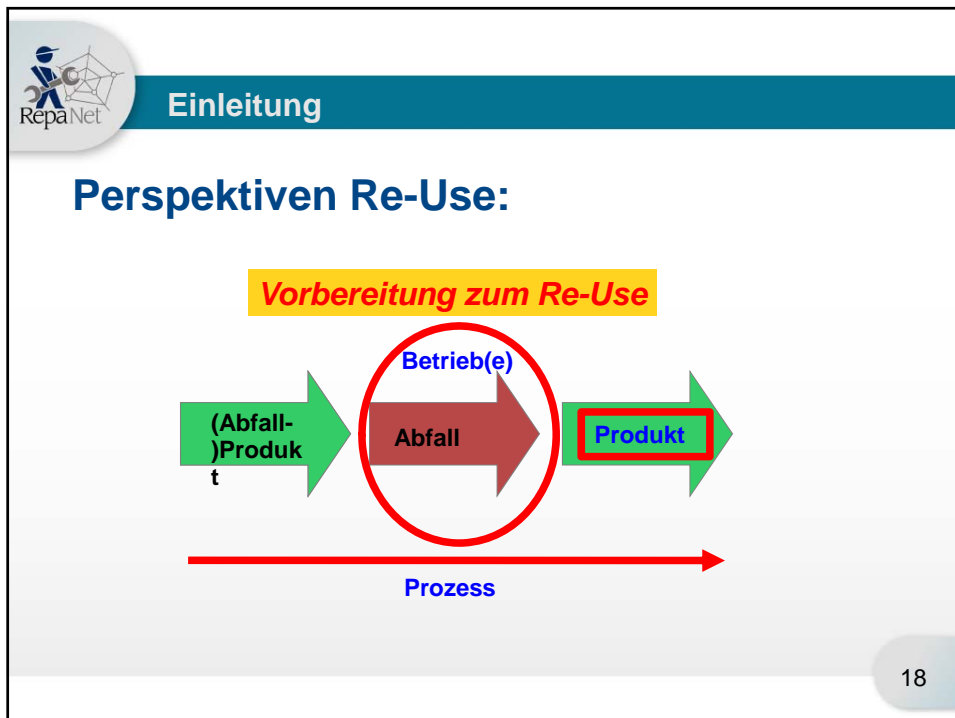 RepaNet
Einleitung
Perspektiven Re-Use:
Vorbereitung zum Re-Use
Betrieb(e)
(Abfall-
)Produk
t
Abfall
Produkt
Prozess
18